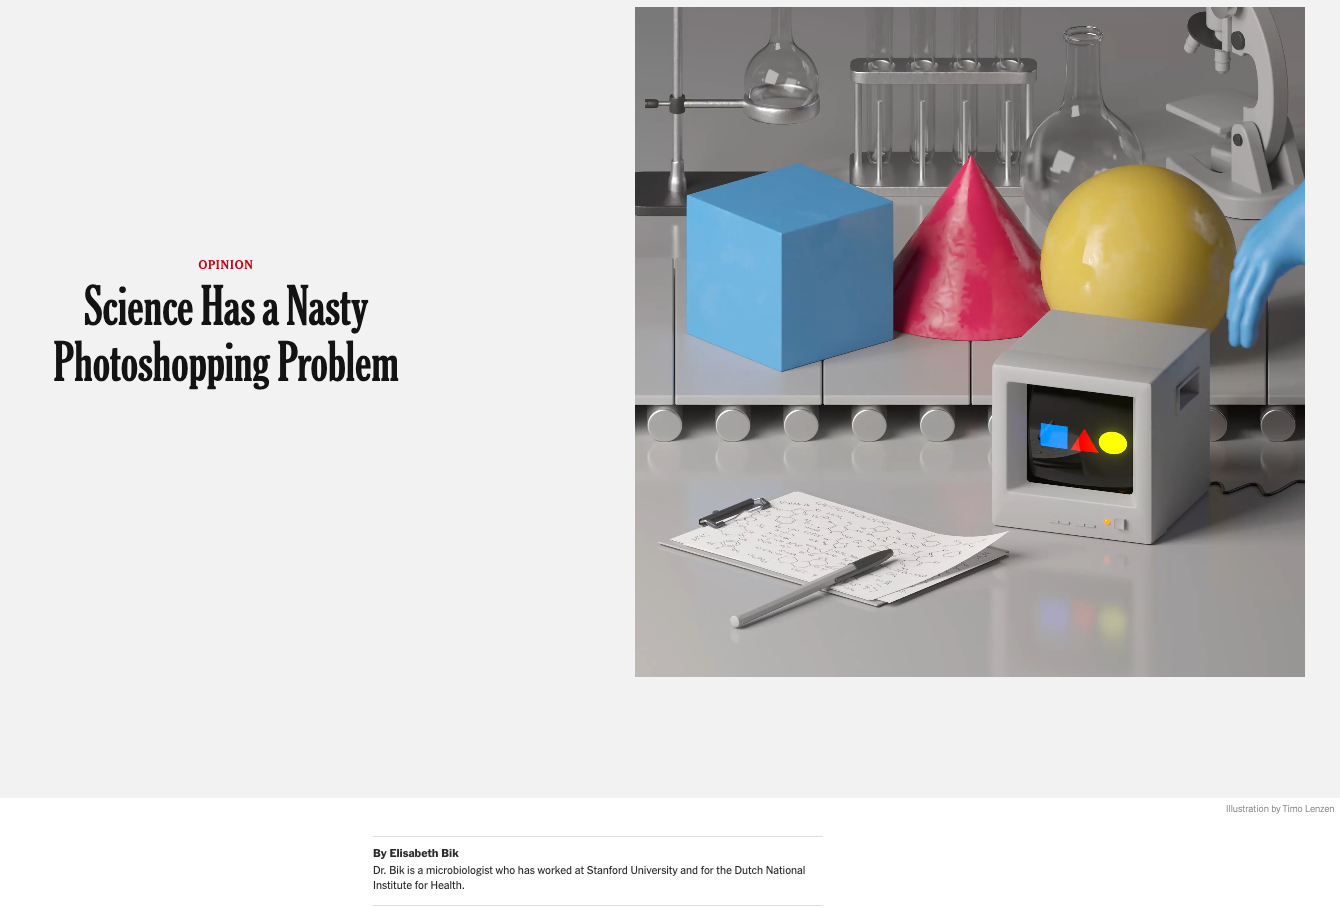 OPINION
Science Has a Nasty
Photoshopping Problem
Illustration by Timo Lenzen
By Elisabeth Bik
Dr. Bik is a microbiologist who has worked at Stanford University and for the Dutch National
Institute for Health.